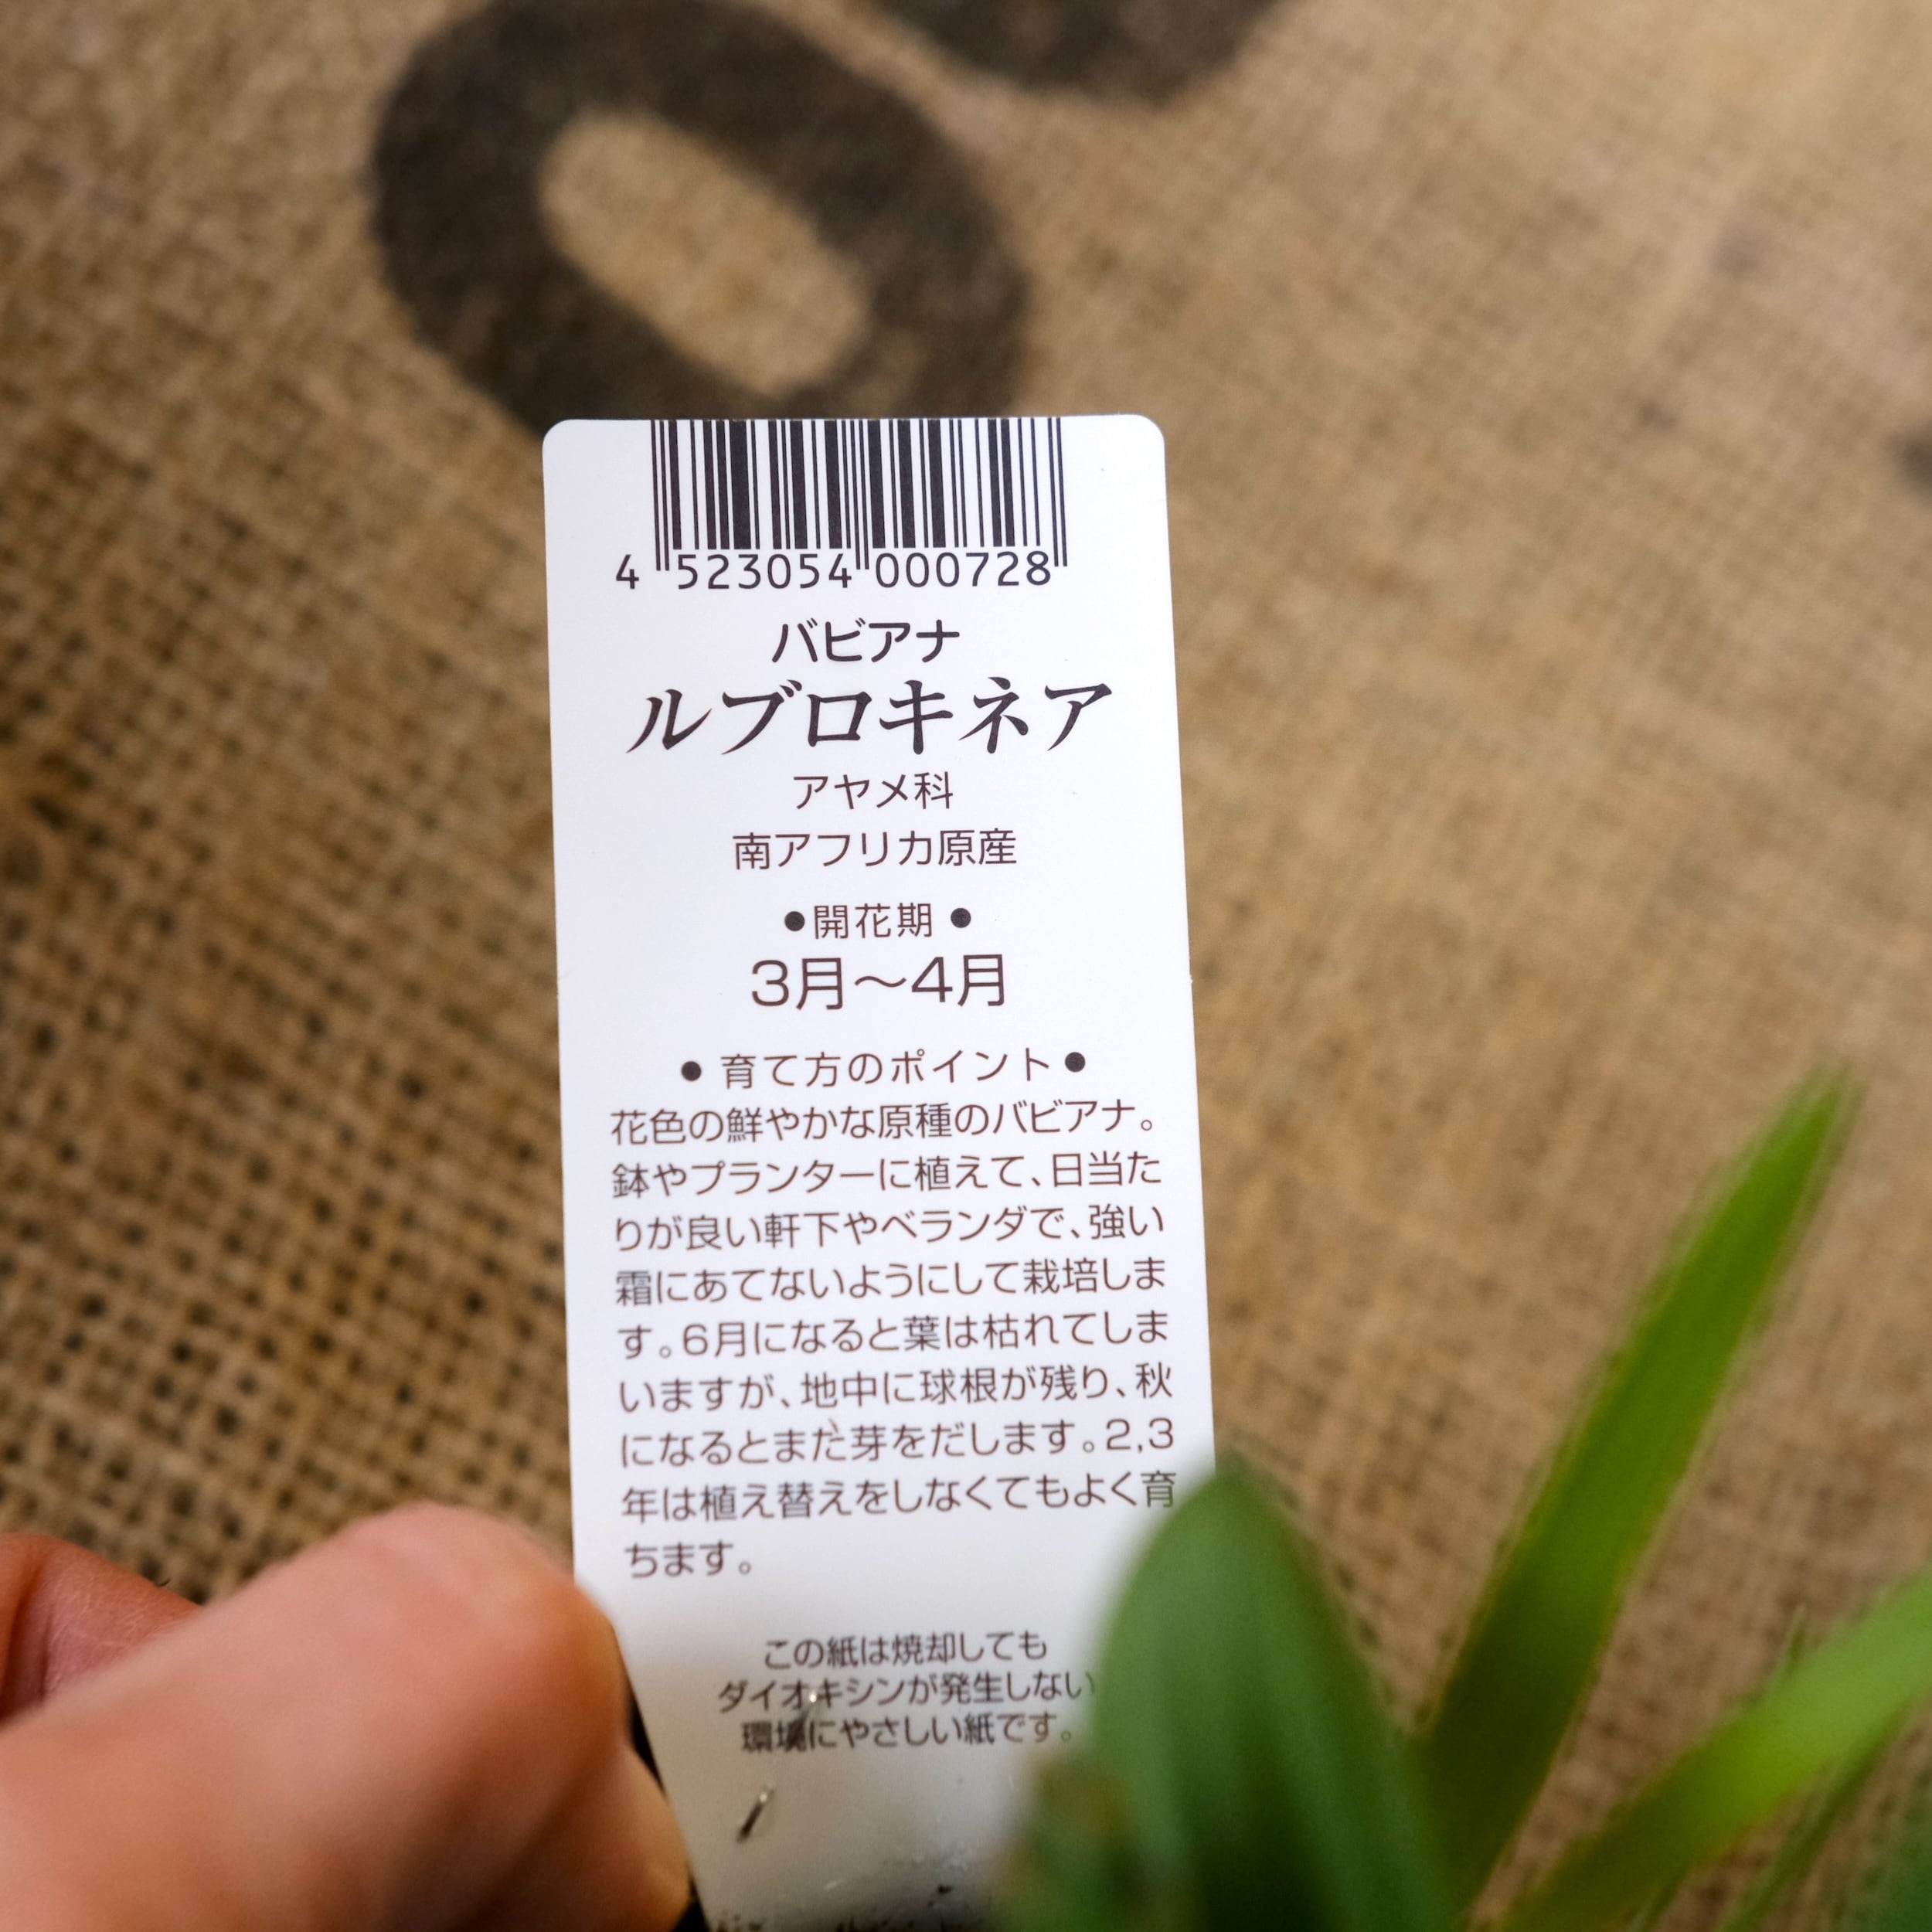 4 523054 000728
バビアナ
ルブロキネア
アヤメ科
南アフリカ原産
●開花期●
3月〜4月
●育て方のポイント●
花色の鮮やかな原種のバビアナ。
鉢やプランターに植えて、日当た
りが良い軒下やベランダで、強い
霜にあてないようにして栽培しま
す。6月になると葉は枯れてしま
いますが、地中に球根が残り、秋
になるとまた芽をだします。2,3
年は植え替えをしなくてもよく育
ちます。
この紙は焼却しても
ダイオキシンが発生しない
環境にやさしい紙です。